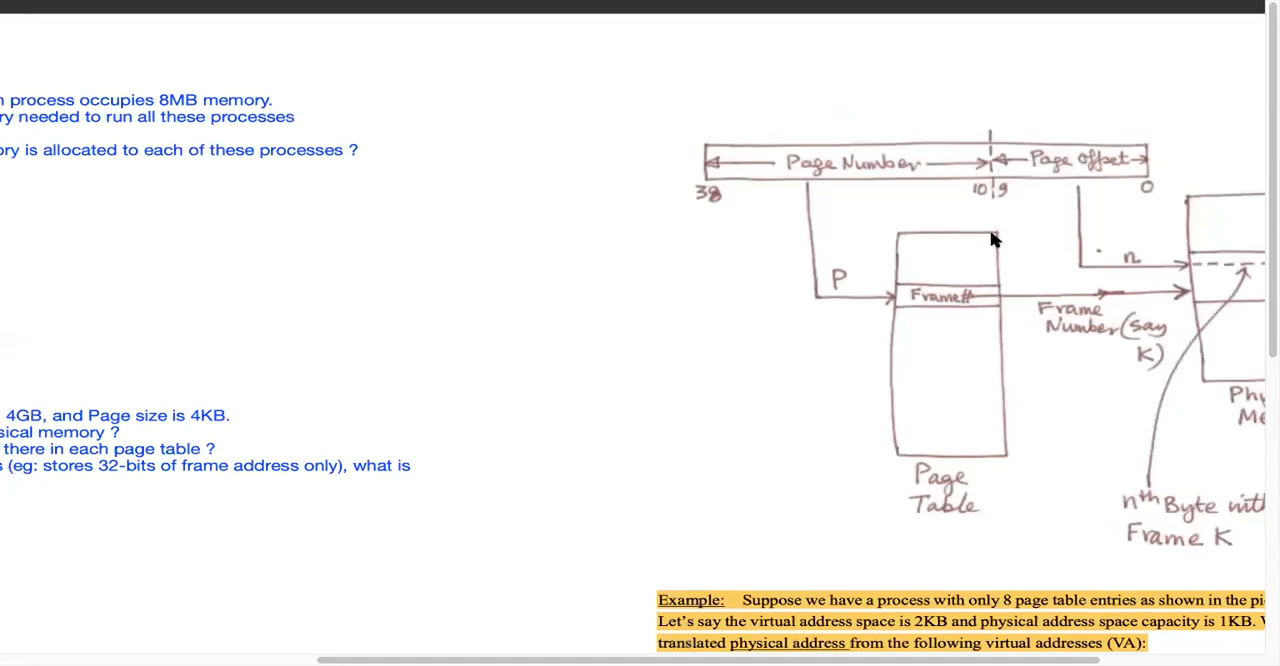 n process occupies 8MB memory.
ry needed to run all these processes
ory is allocated to each of these processes ?
4GB, and Page size is 4KB.
sical memory ?
there in each page table ?
s (eg: stores 32-bits of frame address only), what is
Page Number
Page offset
38
10
9
0
P
n
Frame#
Frame
Number (say
K)
Phy
Me
Page
Table
nth Byte with
Frame K
Example: Suppose we have a process with only 8 page table entries as shown in the pi
Let's say the virtual address space is 2KB and physical address space capacity is 1KB.
translated physical address from the following virtual addresses (VA):